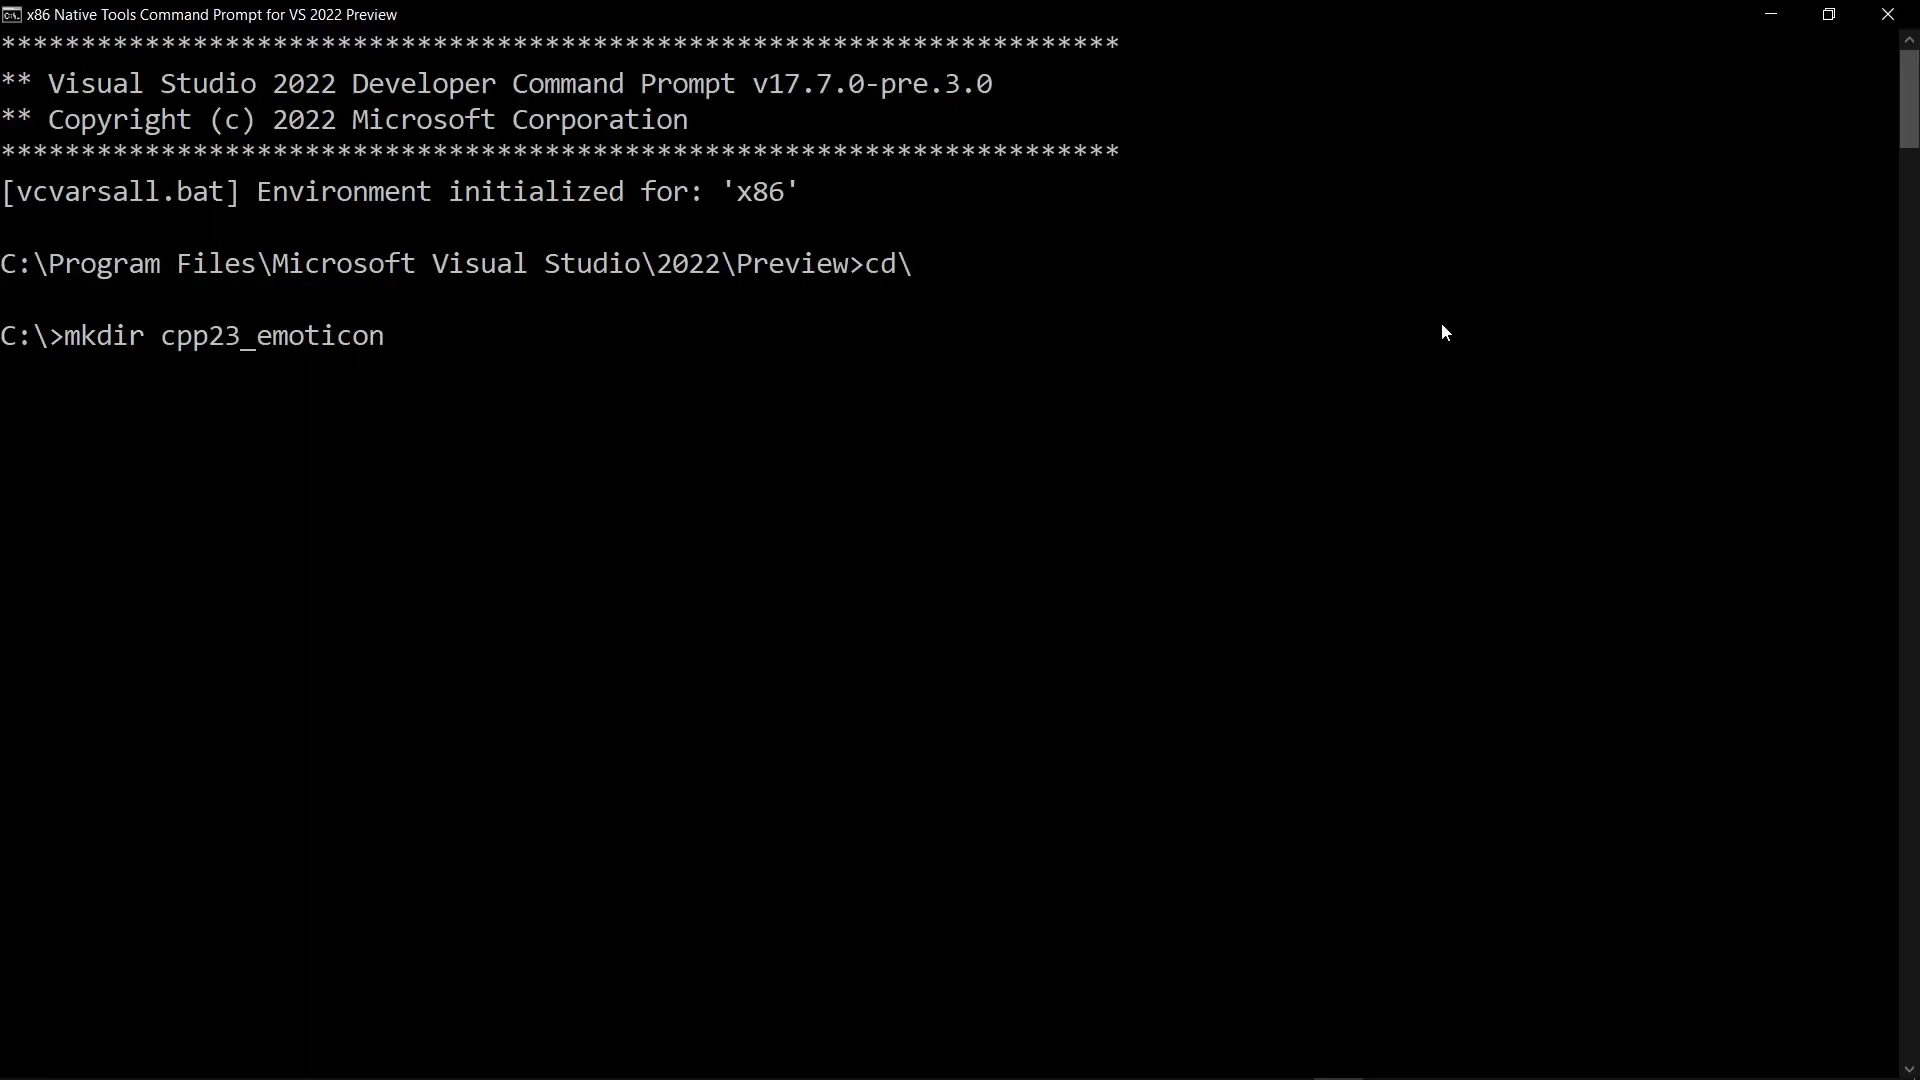 x86 Native Tools Command Prompt for VS 2022 Preview
**********************************************************************
** Visual Studio 2022 Developer Command Prompt v17.7.0-pre.3.0
** Copyright (c) 2022 Microsoft Corporation
**********************************************************************
[vcvarsall.bat] Environment initialized for: 'x86'
C:\Program Files\Microsoft Visual Studio\2022\Preview>cd\
C:\>mkdir cpp23_emoticon